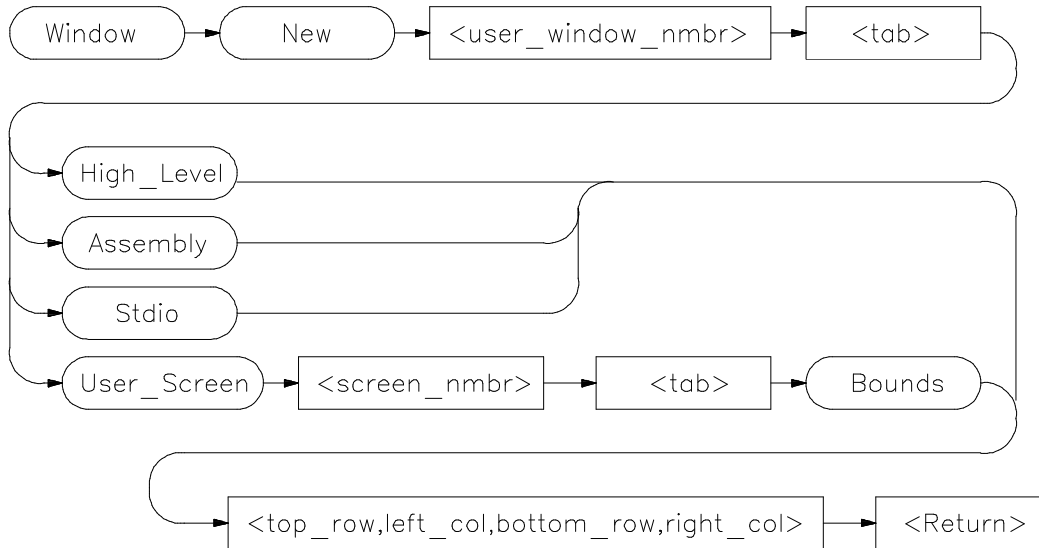 Window New <user_window_nmbr> <tab>
High_Level
Assembly
Stdio
User_Screen <screen_nmbr> <tab> Bounds
<top_row,left_col,bottom_row,right_col> <Return>